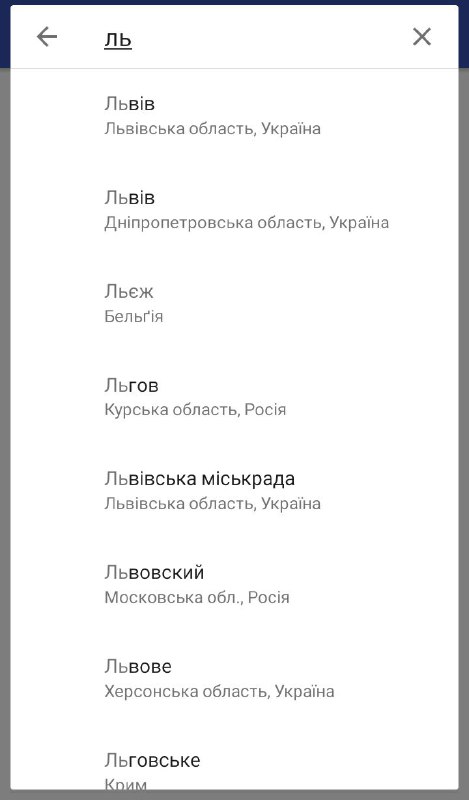 ль
Львів
Львівська область, Україна
Львів
Дніпропетровська область, Україна
Льєж
Бельґія
Льгов
Курська область, Росія
Львівська міськрада
Львівська область, Україна
Львовский
Московська обл., Росія
Львове
Херсонська область, Україна
Льговське
Крим